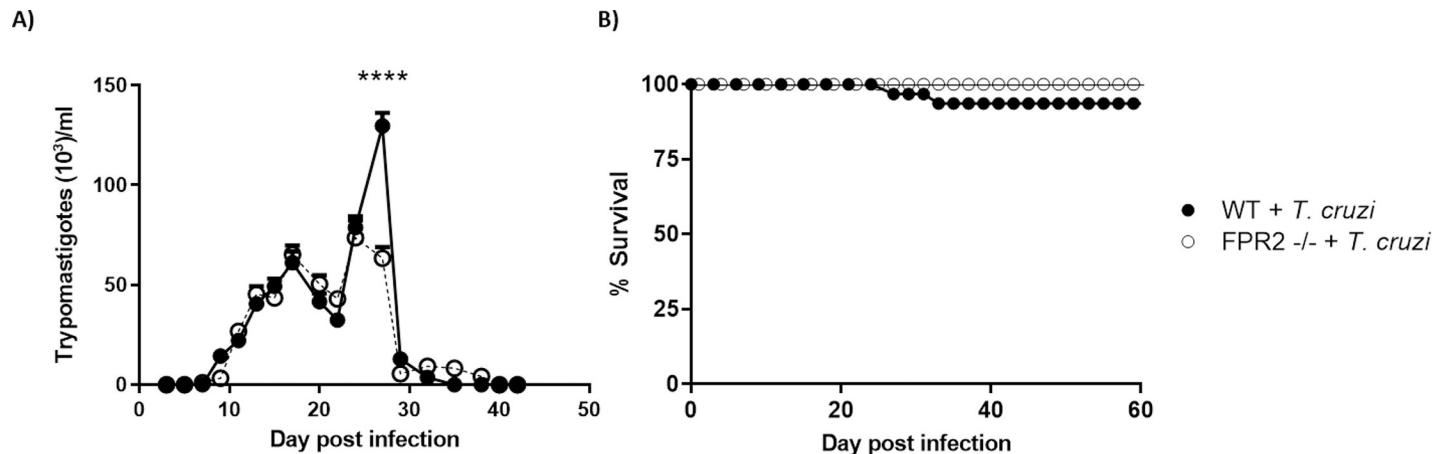 A)
B)
****
150
100
50
0
Trypomastigotes (10³)/ml
0
10
20
30
40
50
Day post infection
100
75
50
25
0
% Survival
0
20
40
60
Day post infection
WT + T. cruzi
FPR2 -/- + T. cruzi